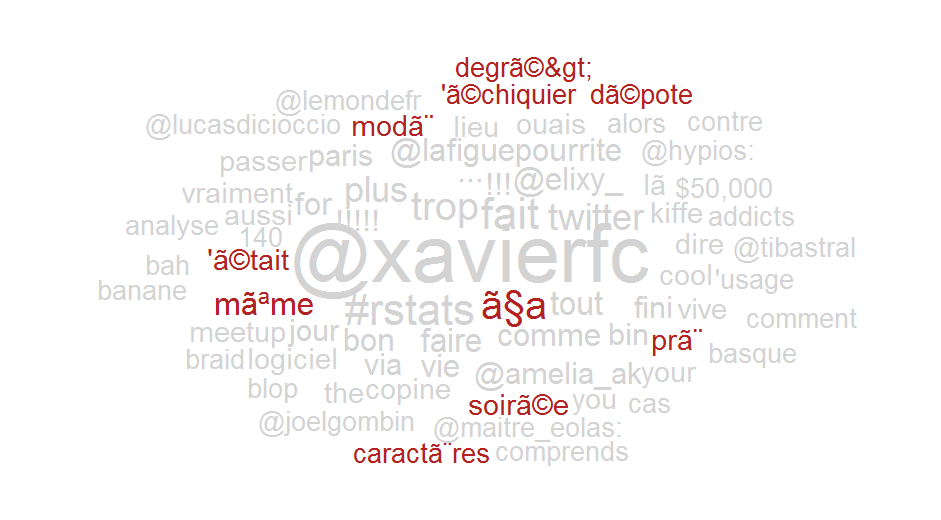 degrã©&gt;
@lemondefr 'ã©chiquier dã©pote
@lucasdicioccio modã¨ lieu ouais alors contre
passer paris @lafiguepourrite @hypios:
vraiment plus ...!!! @elixy_ lã $50,000
analyse aussi for !!!!! trop fait twitter kiffe addicts
140 @xavierfc dire @tibastral
bah 'ã©tait cool 'usage
banane mãªme #rstats ã§a tout fini vive comment
meetup jour bon faire comme bin prã¨ basque
braid logiciel via vie @amelia_ak your
blop the copine soirã©e you cas
@joelgombin @maitre_eolas:
caractã¨res comprends